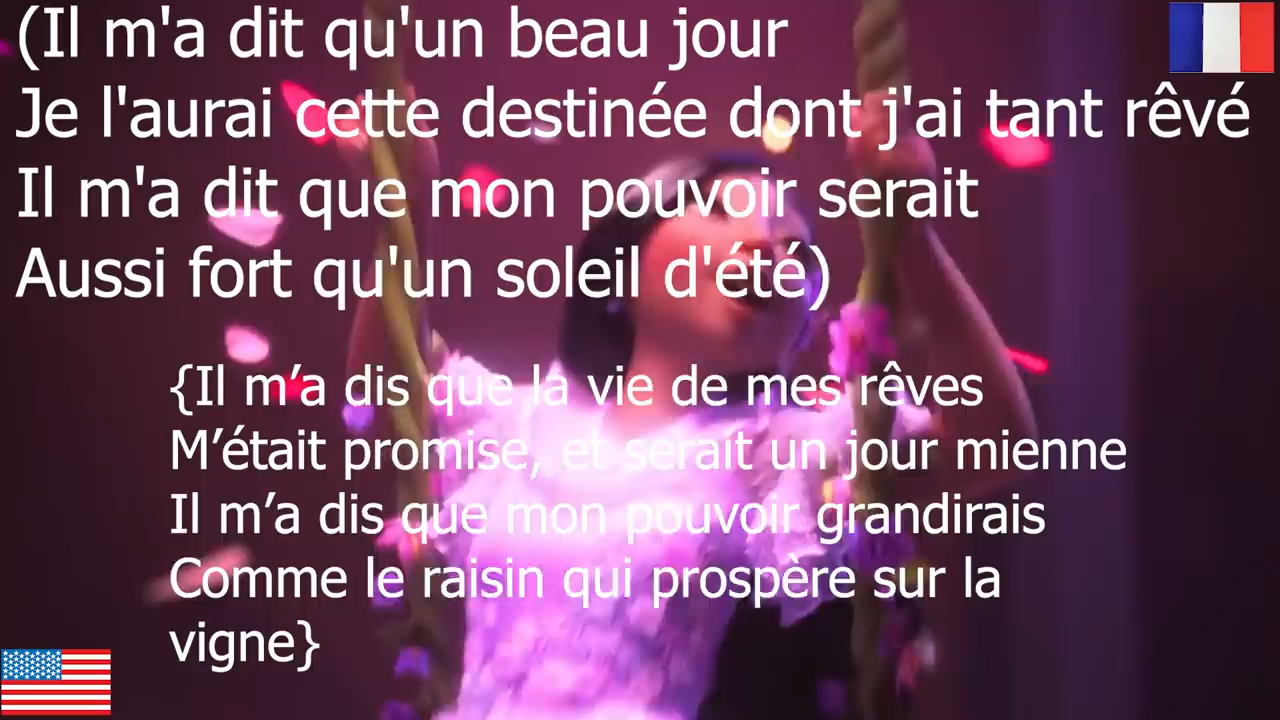 (Il m'a dit qu'un beau jour
Je l'aurai cette destinée dont j'ai tant rêvé
Il m'a dit que mon pouvoir serait
Aussi fort qu'un soleil d'été)
{Il m’a dis que la vie de mes rêves
M’était promise, et serait un jour mienne
Il m’a dis que mon pouvoir grandirais
Comme le raisin qui prospère sur la
vigne}